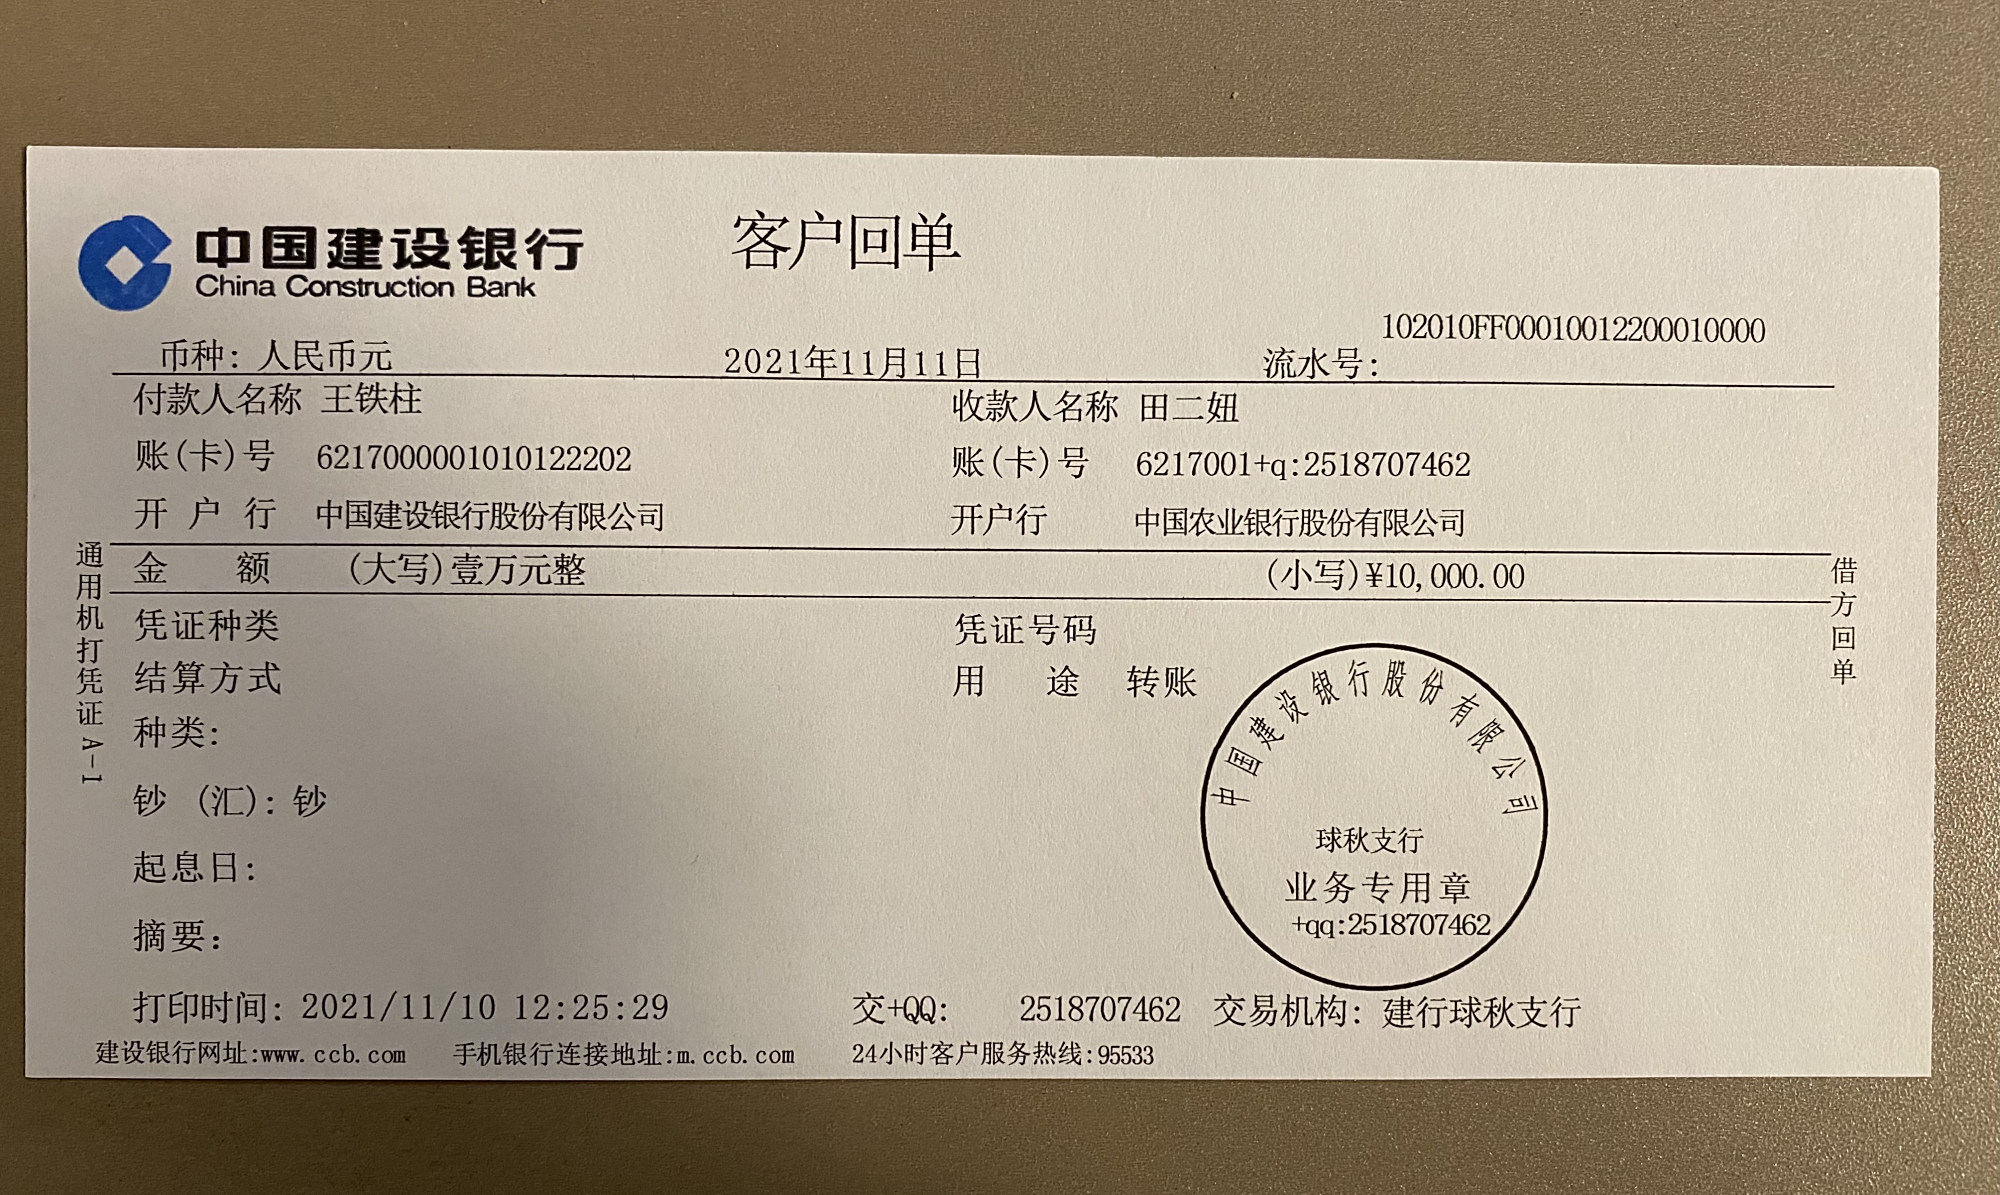 中国建设银行
China Construction Bank
客户回单
102010FF00010012200010000
币种：人民币元 2021年11月11日 流水号：
付款人名称 王铁柱 收款人名称 田二妞
账(卡)号 6217000001010122202 账(卡)号 6217001+q:2518707462
开户行 中国建设银行股份有限公司 开户行 中国农业银行股份有限公司
金额 (大写)壹万元整 (小写)¥10,000.00
凭证种类 凭证号码
结算方式 用途 转账
种类：
钞 (汇)：钞
起息日：
摘要：
中国建设银行股份有限公司
球秋支行
业务专用章
+qq:2518707462
打印时间：2021/11/10 12:25:29 交+QQ: 2518707462 交易机构：建行球秋支行
建设银行网址:www.ccb.com 手机银行连接地址:m.ccb.com 24小时客户服务热线:95533
通用机打凭证A-1
借方回单